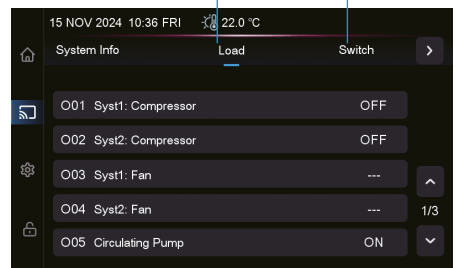 15 NOV 2024 10:36 FRI 22.0 ℃
System Info Load Switch
O01 Syst1: Compressor OFF
O02 Syst2: Compressor OFF
O03 Syst1: Fan ---
O04 Syst2: Fan ---
1/3
O05 Circulating Pump ON